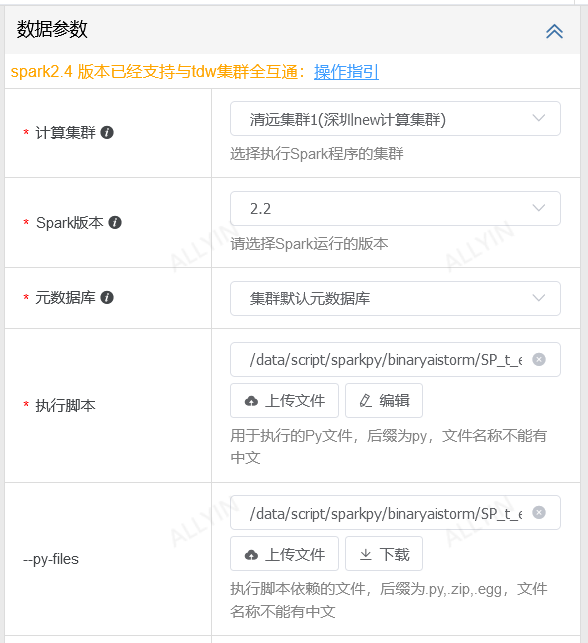 数据参数
spark2.4 版本已经支持与tdw集群全互通：操作指引
* 计算集群
清远集群1(深圳new计算集群)
选择执行Spark程序的集群
* Spark版本
2.2
请选择Spark运行的版本
* 元数据库
集群默认元数据库
* 执行脚本
/data/script/sparkpy/binaryaistorm/SP_t_e
上传文件 编辑
用于执行的Py文件，后缀为py，文件名称不能有
中文
--py-files
/data/script/sparkpy/binaryaistorm/SP_t_e
上传文件 下载
执行脚本依赖的文件，后缀为.py,.zip,.egg，文件
名称不能有中文
ALLYIN
ALLYIN
ALLYIN
ALLYIN